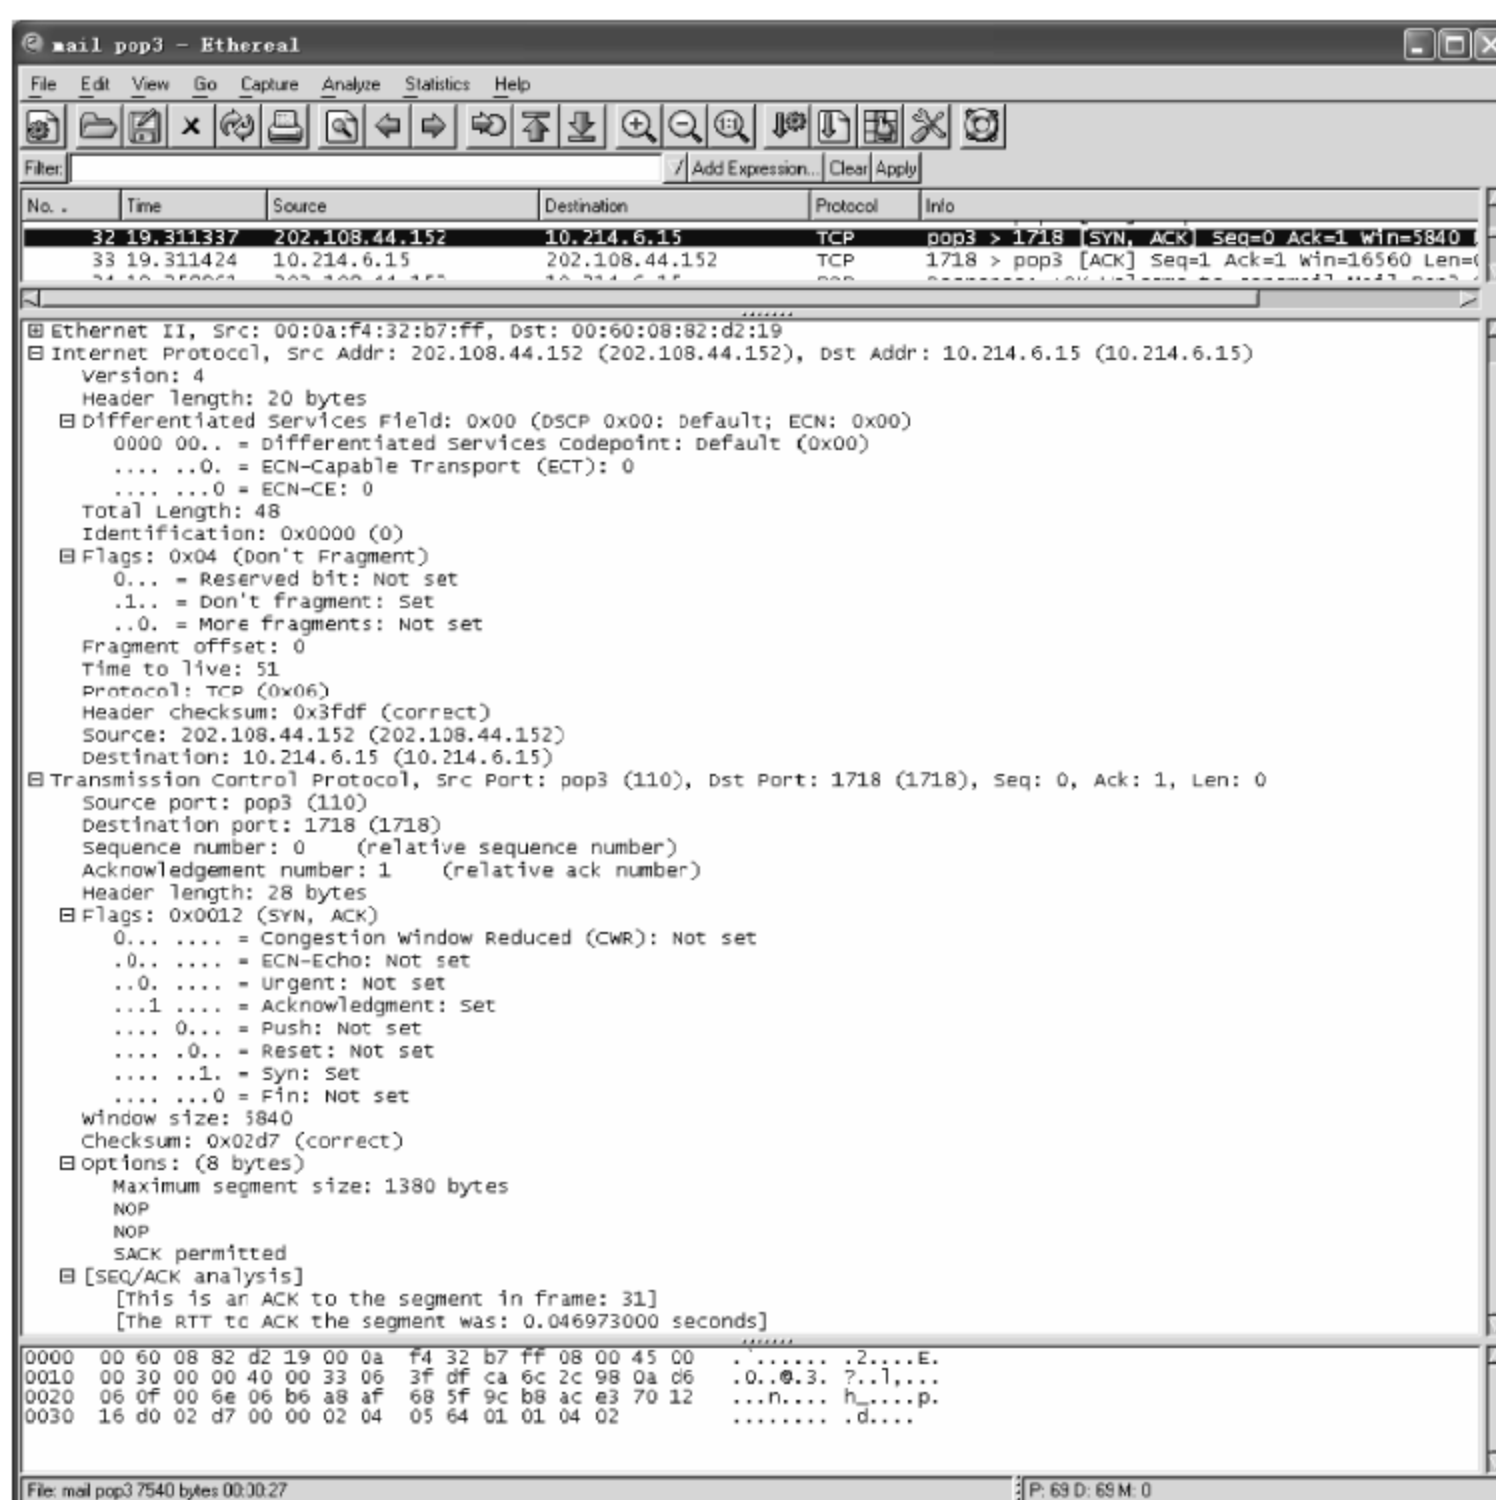 mail pop3 - Ethereal
File Edit View Go Capture Analyze Statistics Help
Filter: Add Expression... Clear Apply
No. . Time Source Destination Protocol Info
32 19.311337 202.108.44.152 10.214.6.15 TCP pop3 > 1718 [SYN, ACK] Seq=0 Ack=1 Win=5840
33 19.311424 10.214.6.15 202.108.44.152 TCP 1718 > pop3 [ACK] Seq=1 Ack=1 Win=16560 Len=
Ethernet II, Src: 00:0a:f4:32:b7:ff, Dst: 00:60:08:82:d2:19
Internet Protocol, Src Addr: 202.108.44.152 (202.108.44.152), Dst Addr: 10.214.6.15 (10.214.6.15)
Version: 4
Header length: 20 bytes
Differentiated Services Field: 0x00 (DSCP 0x00: Default; ECN: 0x00)
0000 00.. = Differentiated Services Codepoint: Default (0x00)
.... ..0. = ECN-Capable Transport (ECT): 0
.... ...0 = ECN-CE: 0
Total Length: 48
Identification: 0x0000 (0)
Flags: 0x04 (Don't Fragment)
0... = Reserved bit: Not set
.1.. = Don't fragment: Set
..0. = More fragments: Not set
Fragment offset: 0
Time to live: 51
Protocol: TCP (0x06)
Header checksum: 0x3fdf (correct)
Source: 202.108.44.152 (202.108.44.152)
Destination: 10.214.6.15 (10.214.6.15)
Transmission Control Protocol, Src Port: pop3 (110), Dst Port: 1718 (1718), Seq: 0, Ack: 1, Len: 0
Source port: pop3 (110)
Destination port: 1718 (1718)
Sequence number: 0 (relative sequence number)
Acknowledgement number: 1 (relative ack number)
Header length: 28 bytes
Flags: 0x0012 (SYN, ACK)
0... .... = Congestion Window Reduced (CWR): Not set
.0.. .... = ECN-Echo: Not set
..0. .... = Urgent: Not set
...1 .... = Acknowledgment: Set
.... 0... = Push: Not set
.... .0.. = Reset: Not set
.... ..1. = Syn: Set
.... ...0 = Fin: Not set
Window size: 5840
Checksum: 0x02d7 (correct)
Options: (8 bytes)
Maximum segment size: 1380 bytes
NOP
NOP
SACK permitted
[SEQ/ACK analysis]
[This is an ACK to the segment in frame: 31]
[The RTT to ACK the segment was: 0.046973000 seconds]
0000 00 60 08 82 d2 19 00 0a f4 32 b7 ff 08 00 45 00 .`...... .2....E.
0010 00 30 00 00 40 00 33 06 3f df ca 6c 2c 98 0a d6 .0..@.3. ?..l,...
0020 06 0f 00 6e 06 b6 a8 af 68 5f 9c b8 ac e3 70 12 ...n.... h_....p.
0030 16 d0 02 d7 00 00 02 04 05 64 01 01 04 02 ........ .d....
File: mail pop3 7540 bytes 00:00:27 P: 69 D: 69 M: 0